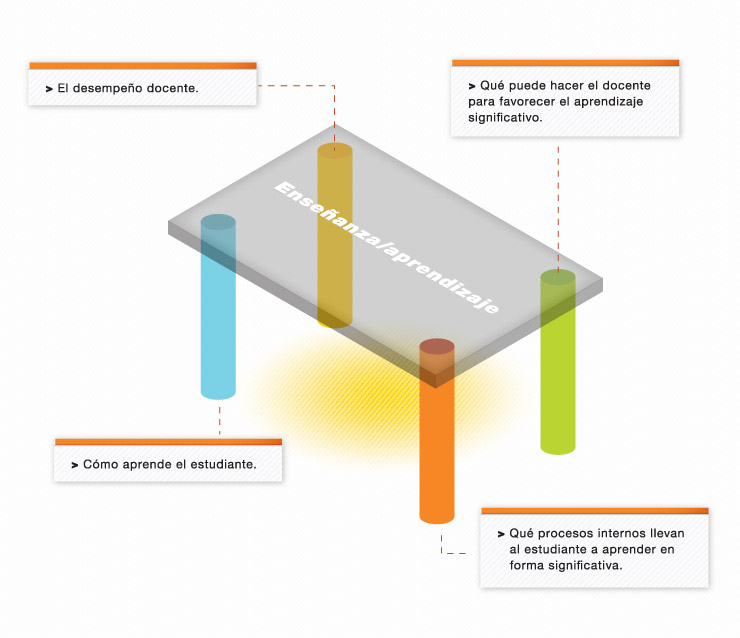 > El desempeño docente.
> Qué puede hacer el docente
para favorecer el aprendizaje
significativo.
Enseñanza/aprendizaje
> Cómo aprende el estudiante.
> Qué procesos internos llevan
al estudiante a aprender en
forma significativa.